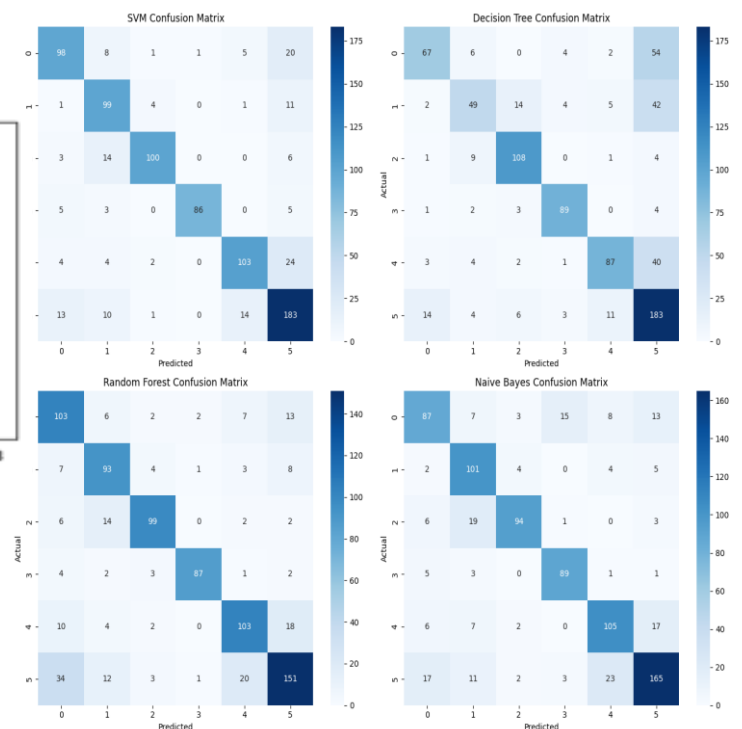 SVM Confusion Matrix
0 98 8 1 1 5 20
1 1 99 4 0 1 11
2 3 14 100 0 0 6
5 3 0 86 0 5
4 4 4 2 0 103 24
5 13 10 1 0 14 183
0 1 2 3 4 5
Predicted
175
150
125
100
75
50
25
0
Decision Tree Confusion Matrix
Actual
0 67 6 0 4 2 54
1 2 49 14 4 5 42
2 1 9 108 0 1 4
3 1 2 3 89 0 4
4 3 4 2 1 87 40
5 14 4 6 3 11 183
0 1 2 3 4 5
Predicted
175
150
125
100
75
50
25
0
Random Forest Confusion Matrix
Actual
0 103 6 2 2 7 13
1 7 93 4 1 3 8
2 6 14 99 0 2 2
3 4 2 3 87 1 2
4 10 4 2 0 103 18
5 34 12 3 1 20 151
0 1 2 3 4 5
Predicted
140
120
100
80
60
40
20
0
Naive Bayes Confusion Matrix
Actual
0 87 7 3 15 8 13
1 2 101 4 0 4 5
2 6 19 94 1 0 3
3 5 3 0 89 1 1
4 6 7 2 0 105 17
5 17 11 2 3 23 165
0 1 2 3 4 5
Predicted
160
140
120
100
80
60
40
20
0